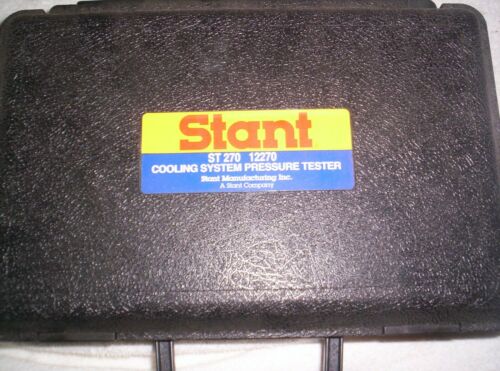 Stant
ST 270 12270
COOLING SYSTEM PRESSURE TESTER
Stant Manufacturing Inc.
A Stant Company